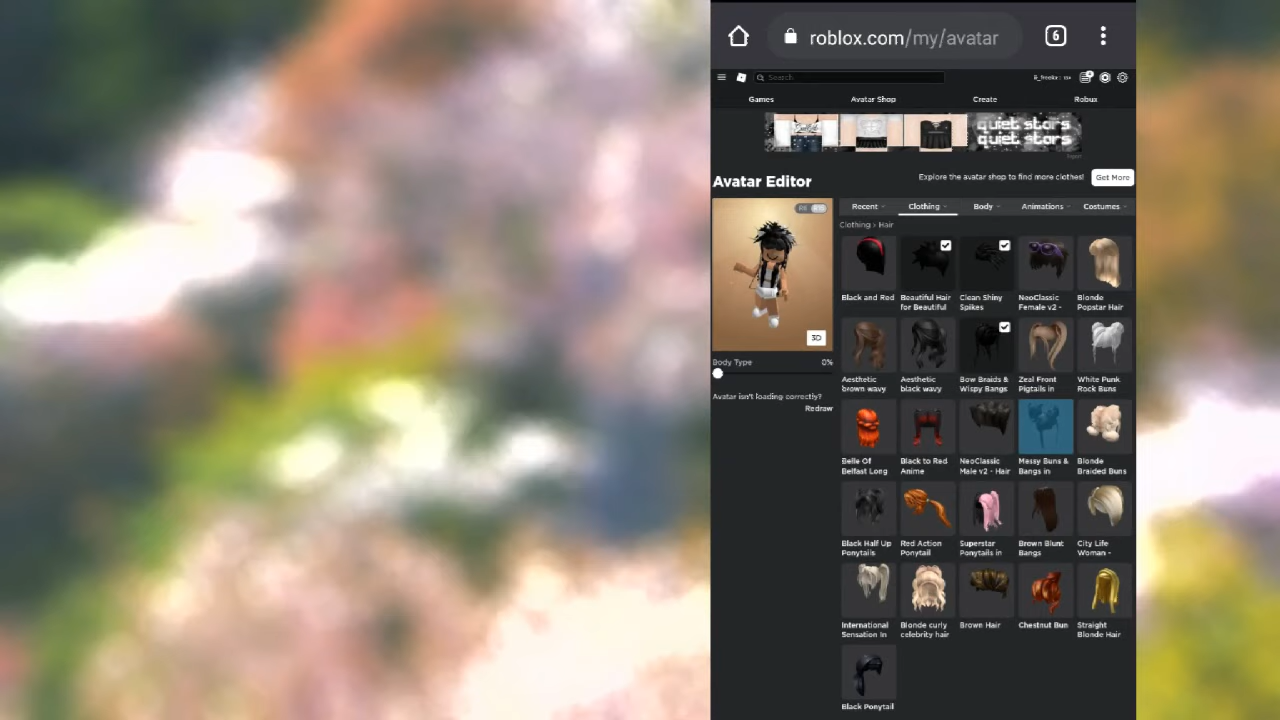 roblox.com/my/avatar
6
Search
Games
Avatar Shop
Create
Robux
quiet stars
quiet stars
Avatar Editor
Explore the avatar shop to find more clothes!
Get More
R6 R15
Recent
Clothing
Body
Animations
Costumes
Clothing › Hair
Black and Red
Beautiful Hair
for Beautiful
Clean Shiny
Spikes
NeoClassic
Female v2 -
Blonde
Popstar Hair
3D
Body Type
0%
Avatar isn't loading correctly?
Redraw
Aesthetic
brown wavy
Aesthetic
black wavy
Bow Braids &
Wispy Bangs
Zeal Front
Pigtails in
White Punk
Rock Buns
Belle Of
Belfast Long
Black to Red
Anime
NeoClassic
Male v2 - Hair
Messy Buns &
Bangs in
Blonde
Braided Buns
Black Half Up
Ponytails
Red Action
Ponytail
Superstar
Ponytails in
Brown Blunt
Bangs
City Life
Woman -
International
Sensation In
Blonde curly
celebrity hair
Brown Hair
Chestnut Bun
Straight
Blonde Hair
Black Ponytail